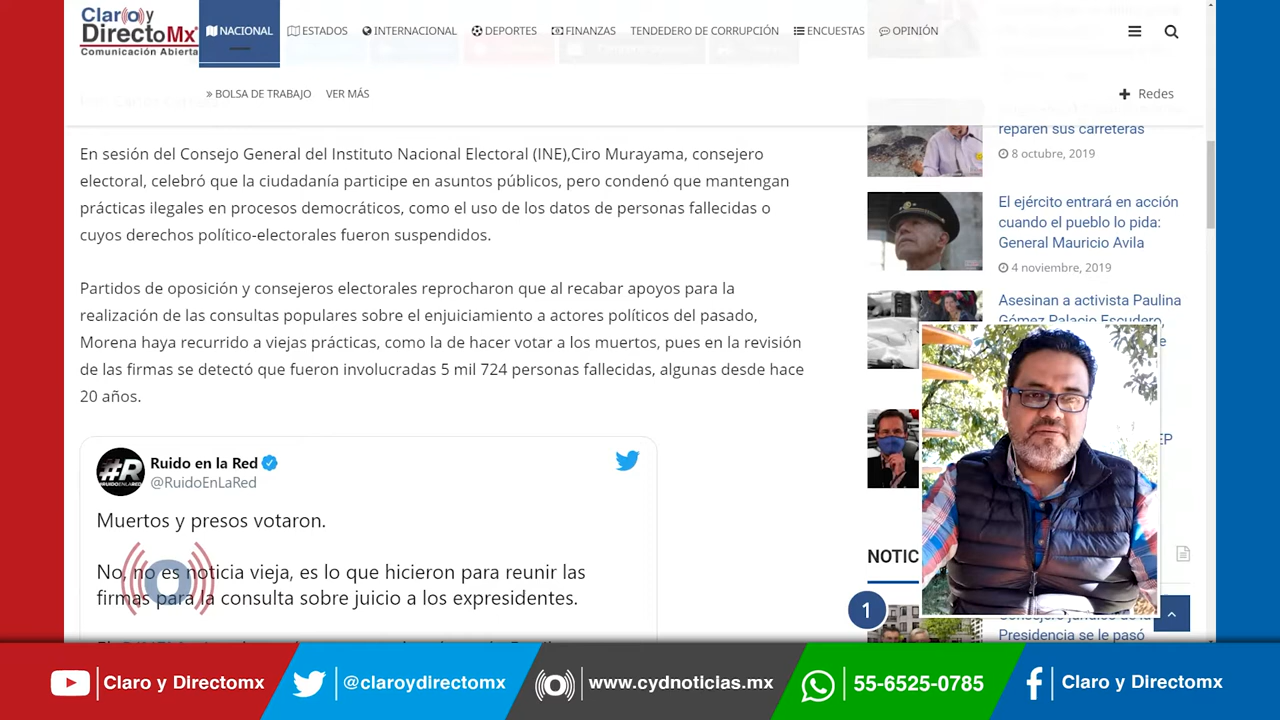 Claro y
DirectoMx
Comunicación Abierta
NACIONAL
ESTADOS
INTERNACIONAL
DEPORTES
FINANZAS
TENDEDERO DE CORRUPCIÓN
ENCUESTAS
OPINIÓN
» BOLSA DE TRABAJO
VER MÁS
+ Redes
En sesión del Consejo General del Instituto Nacional Electoral (INE),Ciro Murayama, consejero
electoral, celebró que la ciudadanía participe en asuntos públicos, pero condenó que mantengan
prácticas ilegales en procesos democráticos, como el uso de los datos de personas fallecidas o
cuyos derechos político-electorales fueron suspendidos.
Partidos de oposición y consejeros electorales reprocharon que al recabar apoyos para la
realización de las consultas populares sobre el enjuiciamiento a actores políticos del pasado,
Morena haya recurrido a viejas prácticas, como la de hacer votar a los muertos, pues en la revisión
de las firmas se detectó que fueron involucradas 5 mil 724 personas fallecidas, algunas desde hace
20 años.
#R
#RUIDOENLARED
Ruido en la Red
@RuidoEnLaRed
Muertos y presos votaron.
No, no es noticia vieja, es lo que hicieron para reunir las
firmas para la consulta sobre juicio a los expresidentes.
reparen sus carreteras
8 octubre, 2019
El ejército entrará en acción
cuando el pueblo lo pida:
General Mauricio Avila
4 noviembre, 2019
Asesinan a activista Paulina
Gómez Palacio Escudero,
EP
NOTIC
1
Consejero jurídico de la
Presidencia se le pasó
Claro y Directomx
@claroydirectomx
www.cydnoticias.mx
55-6525-0785
Claro y Directomx